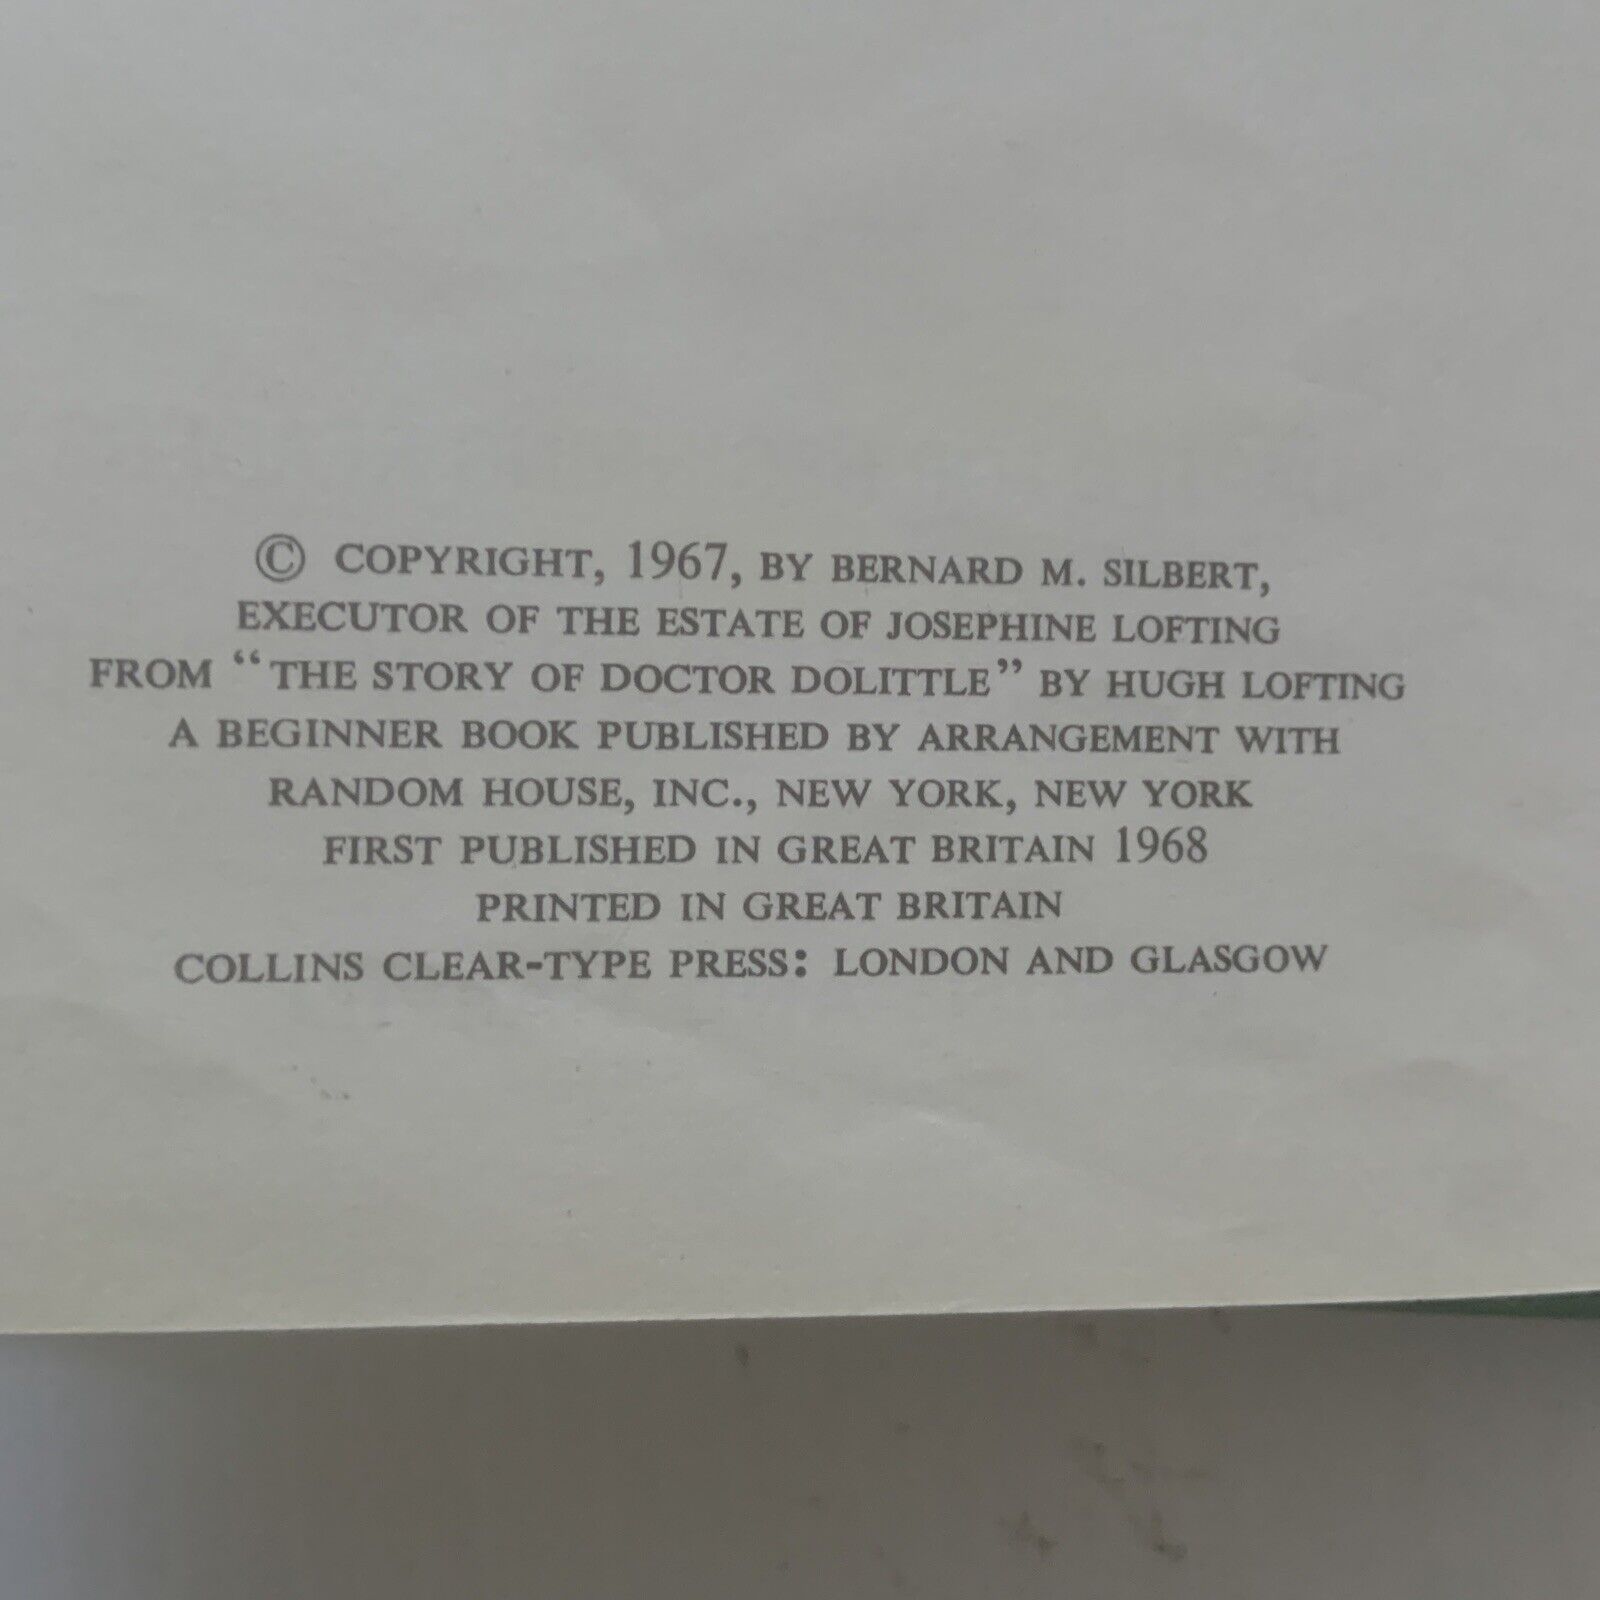 © COPYRIGHT, 1967, BY BERNARD M. SILBERT,
EXECUTOR OF THE ESTATE OF JOSEPHINE LOFTING
FROM “THE STORY OF DOCTOR DOLITTLE” BY HUGH LOFTING
A BEGINNER BOOK PUBLISHED BY ARRANGEMENT WITH
RANDOM HOUSE, INC., NEW YORK, NEW YORK
FIRST PUBLISHED IN GREAT BRITAIN 1968
PRINTED IN GREAT BRITAIN
COLLINS CLEAR-TYPE PRESS: LONDON AND GLASGOW